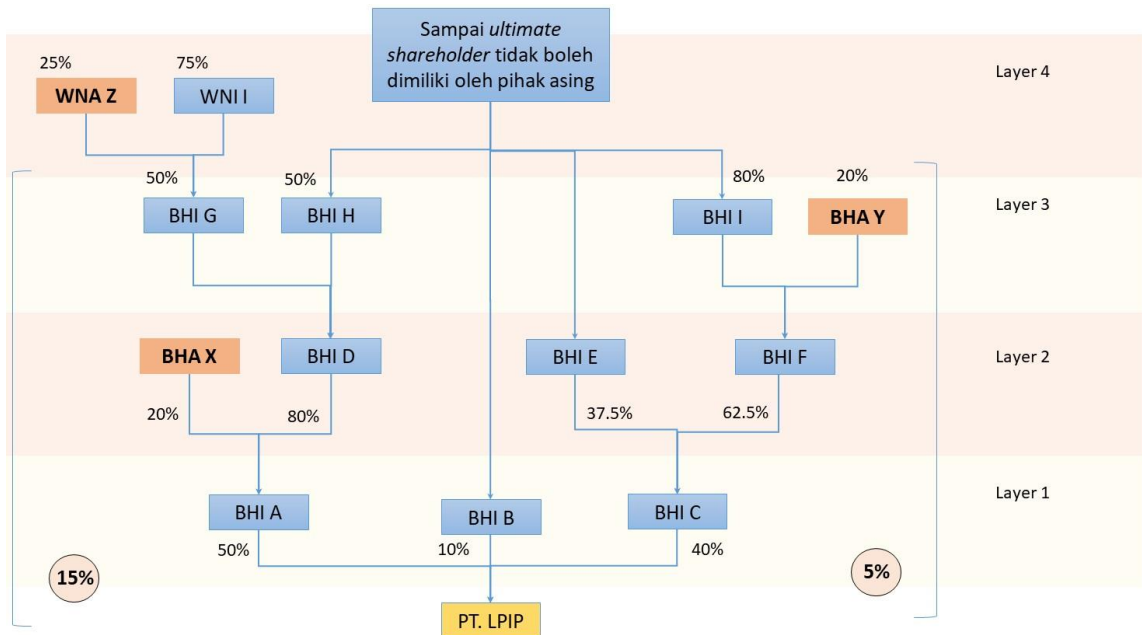 Sampai ultimate
shareholder tidak boleh
dimiliki oleh pihak asing
25%
75%
Layer 4
WNA Z
WNI I
50%
50%
80%
20%
Layer 3
BHI G
BHI H
BHI I
BHA Y
BHA X
BHI D
BHI E
BHI F
Layer 2
20%
80%
37.5%
62.5%
BHI A
BHI B
BHI C
Layer 1
50%
10%
40%
15%
5%
PT. LPIP